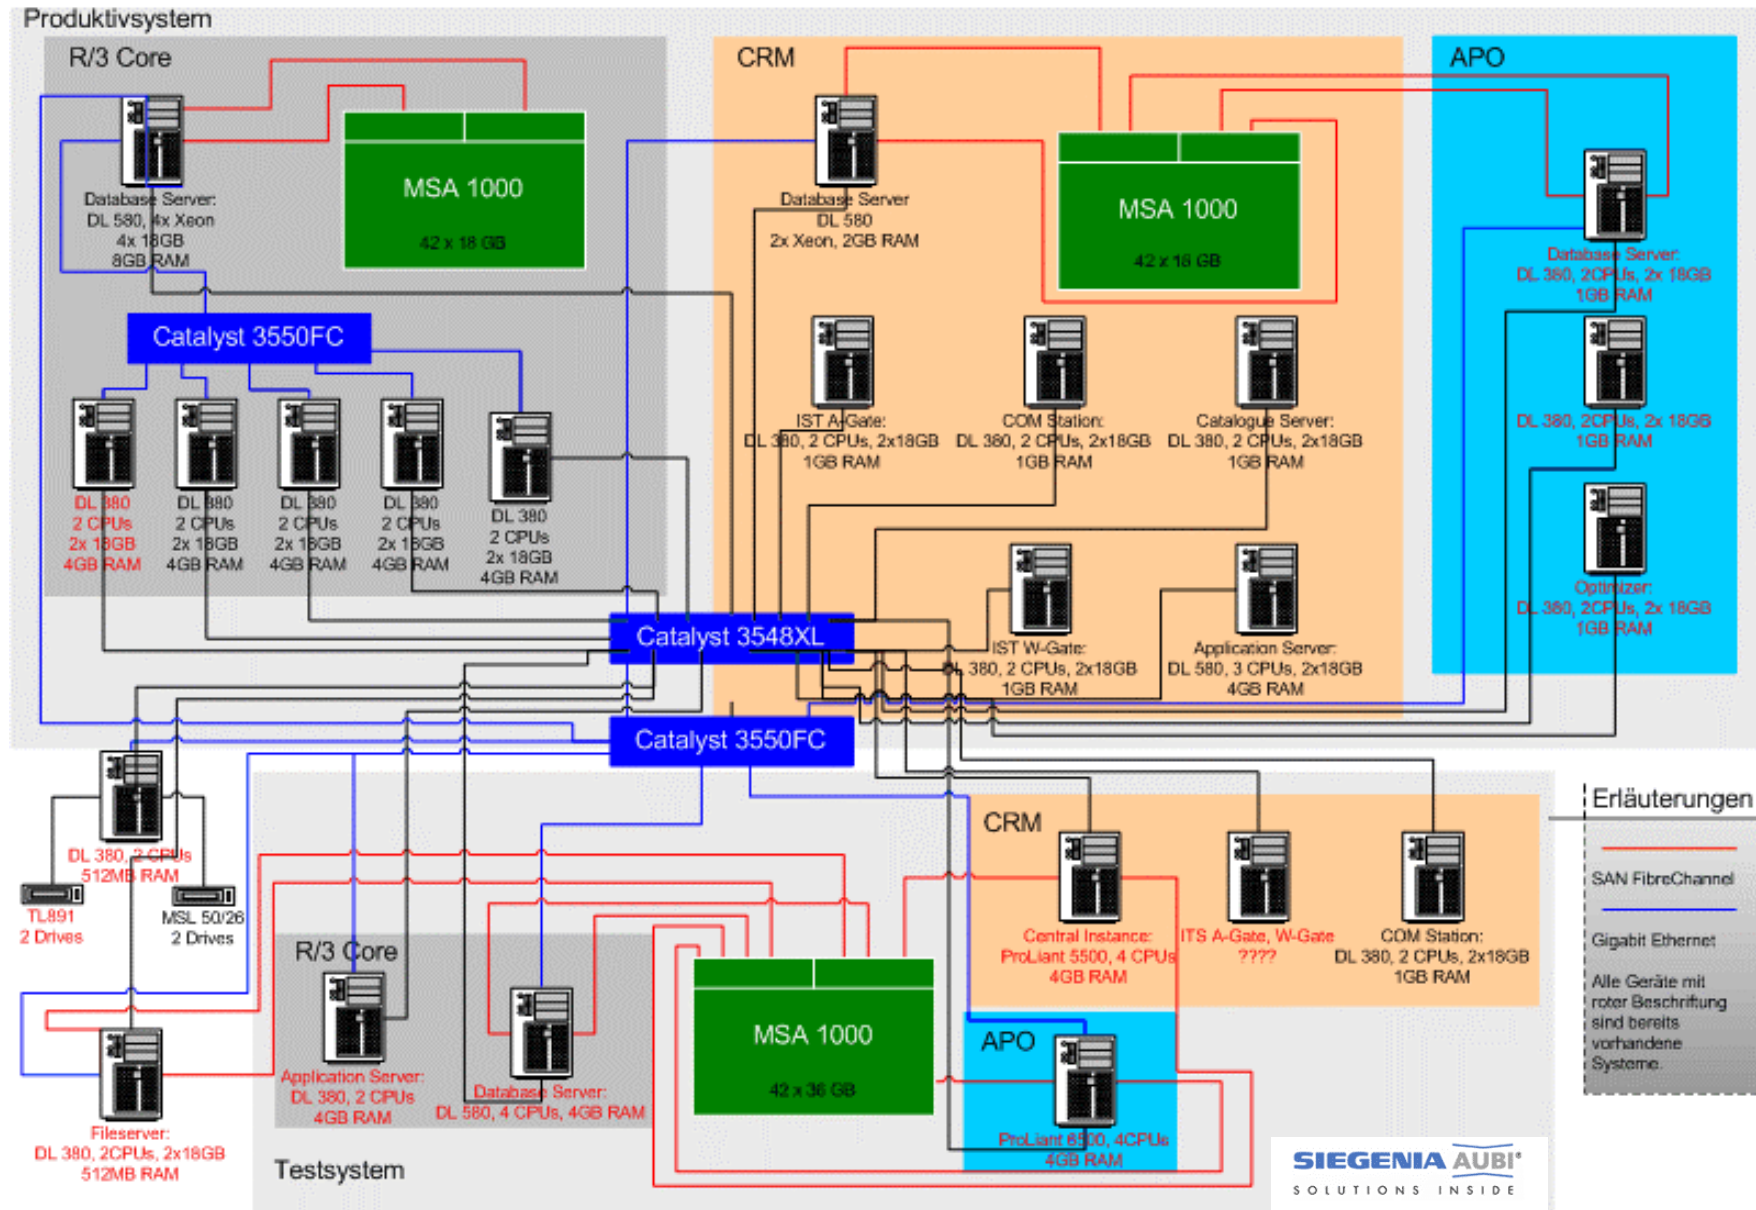 Produktivsystem
R/3 Core
Database Server:
DL 580, 4x Xeon
4x 18GB
8GB RAM
MSA 1000
42 x 18 GB
Catalyst 3550FC
DL 380
2 CPUs
2x 18GB
4GB RAM
DL 380
2 CPUs
2x 18GB
4GB RAM
DL 380
2 CPUs
2x 18GB
4GB RAM
DL 380
2 CPUs
2x 18GB
4GB RAM
DL 380
2 CPUs
2x 18GB
4GB RAM
CRM
Database Server
DL 580
2x Xeon, 2GB RAM
MSA 1000
42 x 18 GB
IST A-Gate:
DL 380, 2 CPUs, 2x18GB
1GB RAM
COM Station:
DL 380, 2 CPUs, 2x18GB
1GB RAM
Catalogue Server:
DL 380, 2 CPUs, 2x18GB
1GB RAM
IST W-Gate:
DL 380, 2 CPUs, 2x18GB
1GB RAM
Application Server:
DL 580, 3 CPUs, 2x18GB
4GB RAM
APO
Database Server:
DL 380, 2CPUs, 2x 18GB
1GB RAM
DL 380, 2CPUs, 2x 18GB
1GB RAM
Optimizer:
DL 380, 2CPUs, 2x 18GB
1GB RAM
Catalyst 3548XL
Catalyst 3550FC
DL 380, 2 CPUs
512MB RAM
TL891
2 Drives
MSL 50/26
2 Drives
Fileserver:
DL 380, 2CPUs, 2x18GB
512MB RAM
R/3 Core
Application Server:
DL 380, 2 CPUs
4GB RAM
Database Server:
DL 580, 4 CPUs, 4GB RAM
Testsystem
MSA 1000
42 x 36 GB
CRM
Central Instance:
ProLiant 5500, 4 CPUs
4GB RAM
ITS A-Gate, W-Gate
????
COM Station:
DL 380, 2 CPUs, 2x18GB
1GB RAM
APO
ProLiant 6500, 4CPUs
4GB RAM
Erläuterungen
SAN FibreChannel
Gigabit Ethernet
Alle Geräte mit
roter Beschriftung
sind bereits
vorhandene
Systeme.
SIEGENIA AUBI®
SOLUTIONS INSIDE